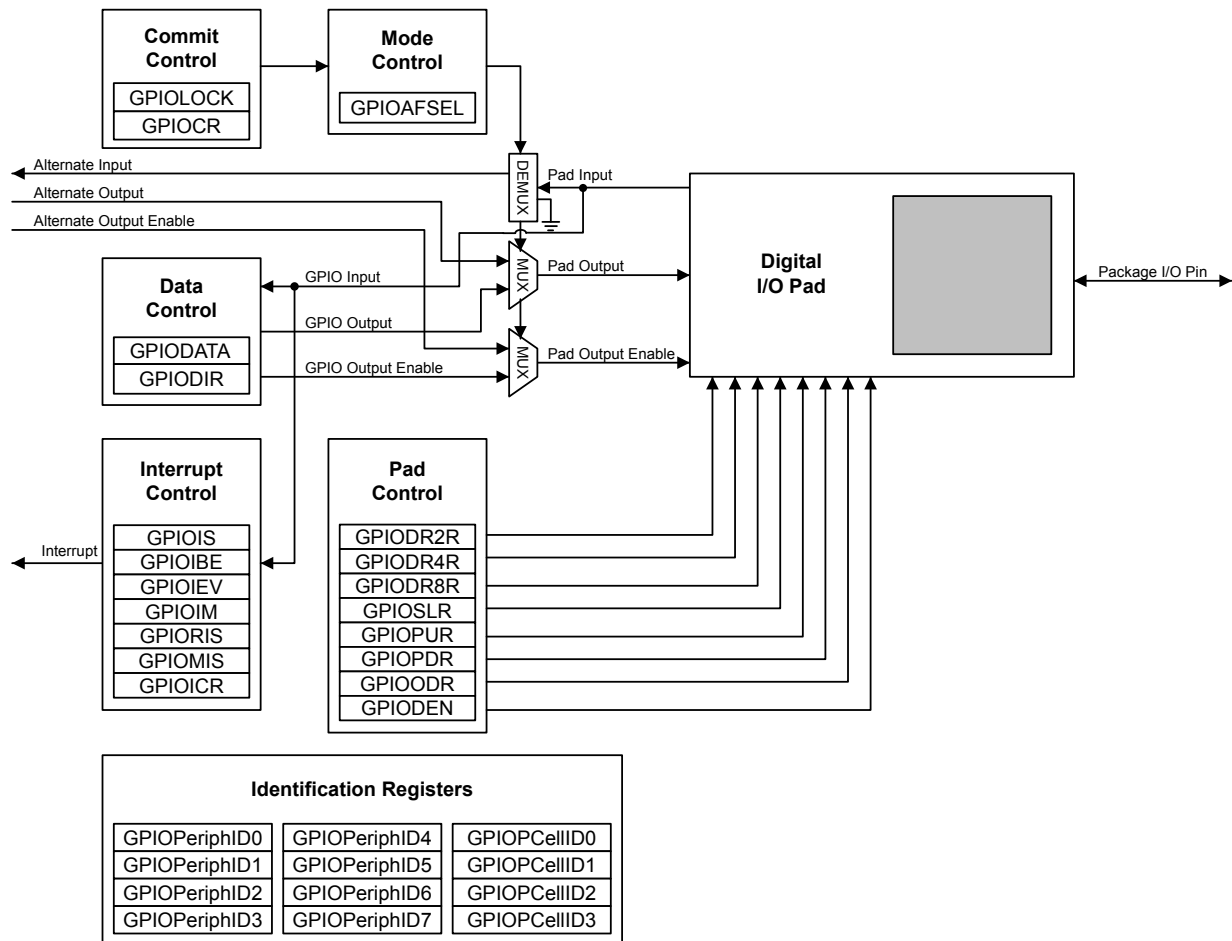 Commit
Control
GPIOLOCK
GPIOCR
Mode
Control
GPIOAFSEL
Alternate Input
Alternate Output
Alternate Output Enable
DEMUX
Pad Input
MUX
Pad Output
MUX
Pad Output Enable
Digital
I/O Pad
Package I/O Pin
Data
Control
GPIODATA
GPIODIR
GPIO Input
GPIO Output
GPIO Output Enable
Interrupt
Control
GPIOIS
GPIOIBE
GPIOIEV
GPIOIM
GPIORIS
GPIOMIS
GPIOICR
Interrupt
Pad
Control
GPIODR2R
GPIODR4R
GPIODR8R
GPIOSLR
GPIOPUR
GPIOPDR
GPIOODR
GPIODEN
Identification Registers
GPIOPeriphID0
GPIOPeriphID1
GPIOPeriphID2
GPIOPeriphID3
GPIOPeriphID4
GPIOPeriphID5
GPIOPeriphID6
GPIOPeriphID7
GPIOPCellID0
GPIOPCellID1
GPIOPCellID2
GPIOPCellID3